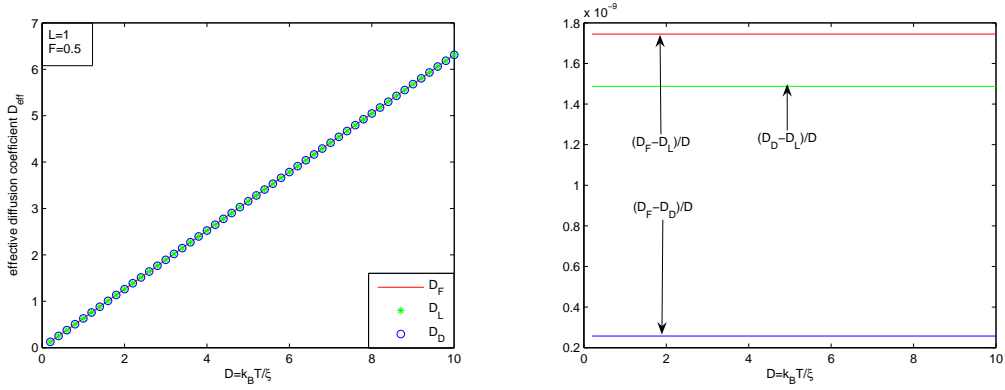 L=1
F=0.5
effective diffusion coefficient D_eff
7
6
5
4
3
2
1
0
0 2 4 6 8 10
D=k_BT/ξ
D_F
D_L
D_D
x 10^-9
1.8
1.6
1.4
1.2
1
0.8
0.6
0.4
0.2
(D_F−D_L)/D
(D_D−D_L)/D
(D_F−D_D)/D
0 2 4 6 8 10
D=k_BT/ξ